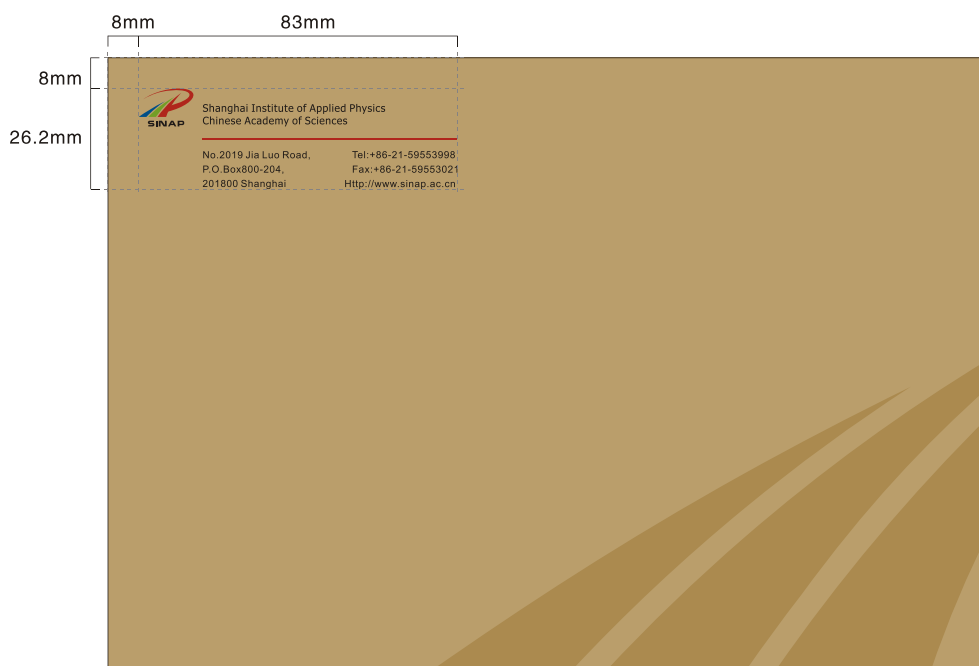 8mm 83mm
8mm
26.2mm
SINAP
Shanghai Institute of Applied Physics
Chinese Academy of Sciences
No.2019 Jia Luo Road, Tel:+86-21-59553998
P.O.Box800-204, Fax:+86-21-59553021
201800 Shanghai Http://www.sinap.ac.cn